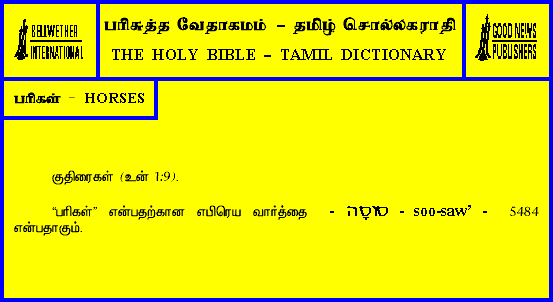 BELLWETHER
INTERNATIONAL
பரிசுத்த வேதாகமம் – தமிழ் சொல்லகராதி
THE HOLY BIBLE – TAMIL DICTIONARY
GOOD NEWS
PUBLISHERS
பரிகள் - HORSES
குதிரைகள் (உன் 1:9).
“பரிகள்” என்பதற்கான எபிரெய வார்த்தை - סוּסָה - soo-saw’ - 5484
என்பதாகும்.